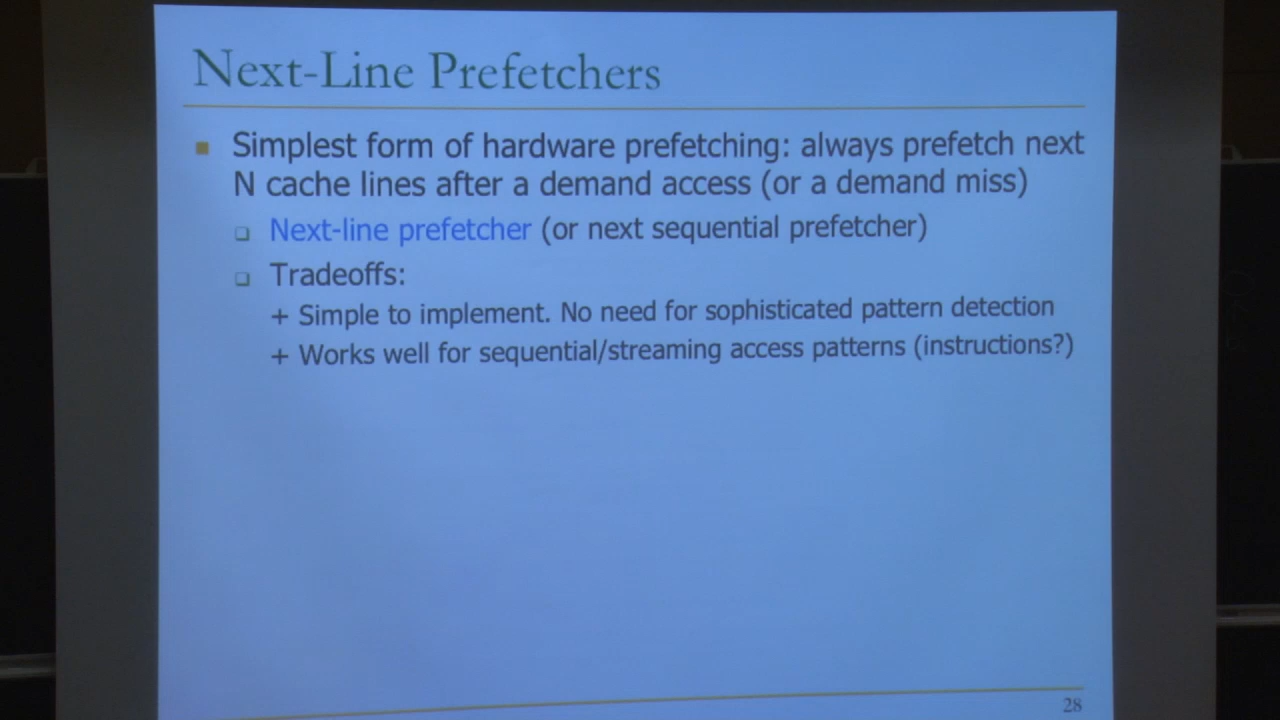 Next-Line Prefetchers
Simplest form of hardware prefetching: always prefetch next
N cache lines after a demand access (or a demand miss)
Next-line prefetcher (or next sequential prefetcher)
Tradeoffs:
+ Simple to implement. No need for sophisticated pattern detection
+ Works well for sequential/streaming access patterns (instructions?)
28